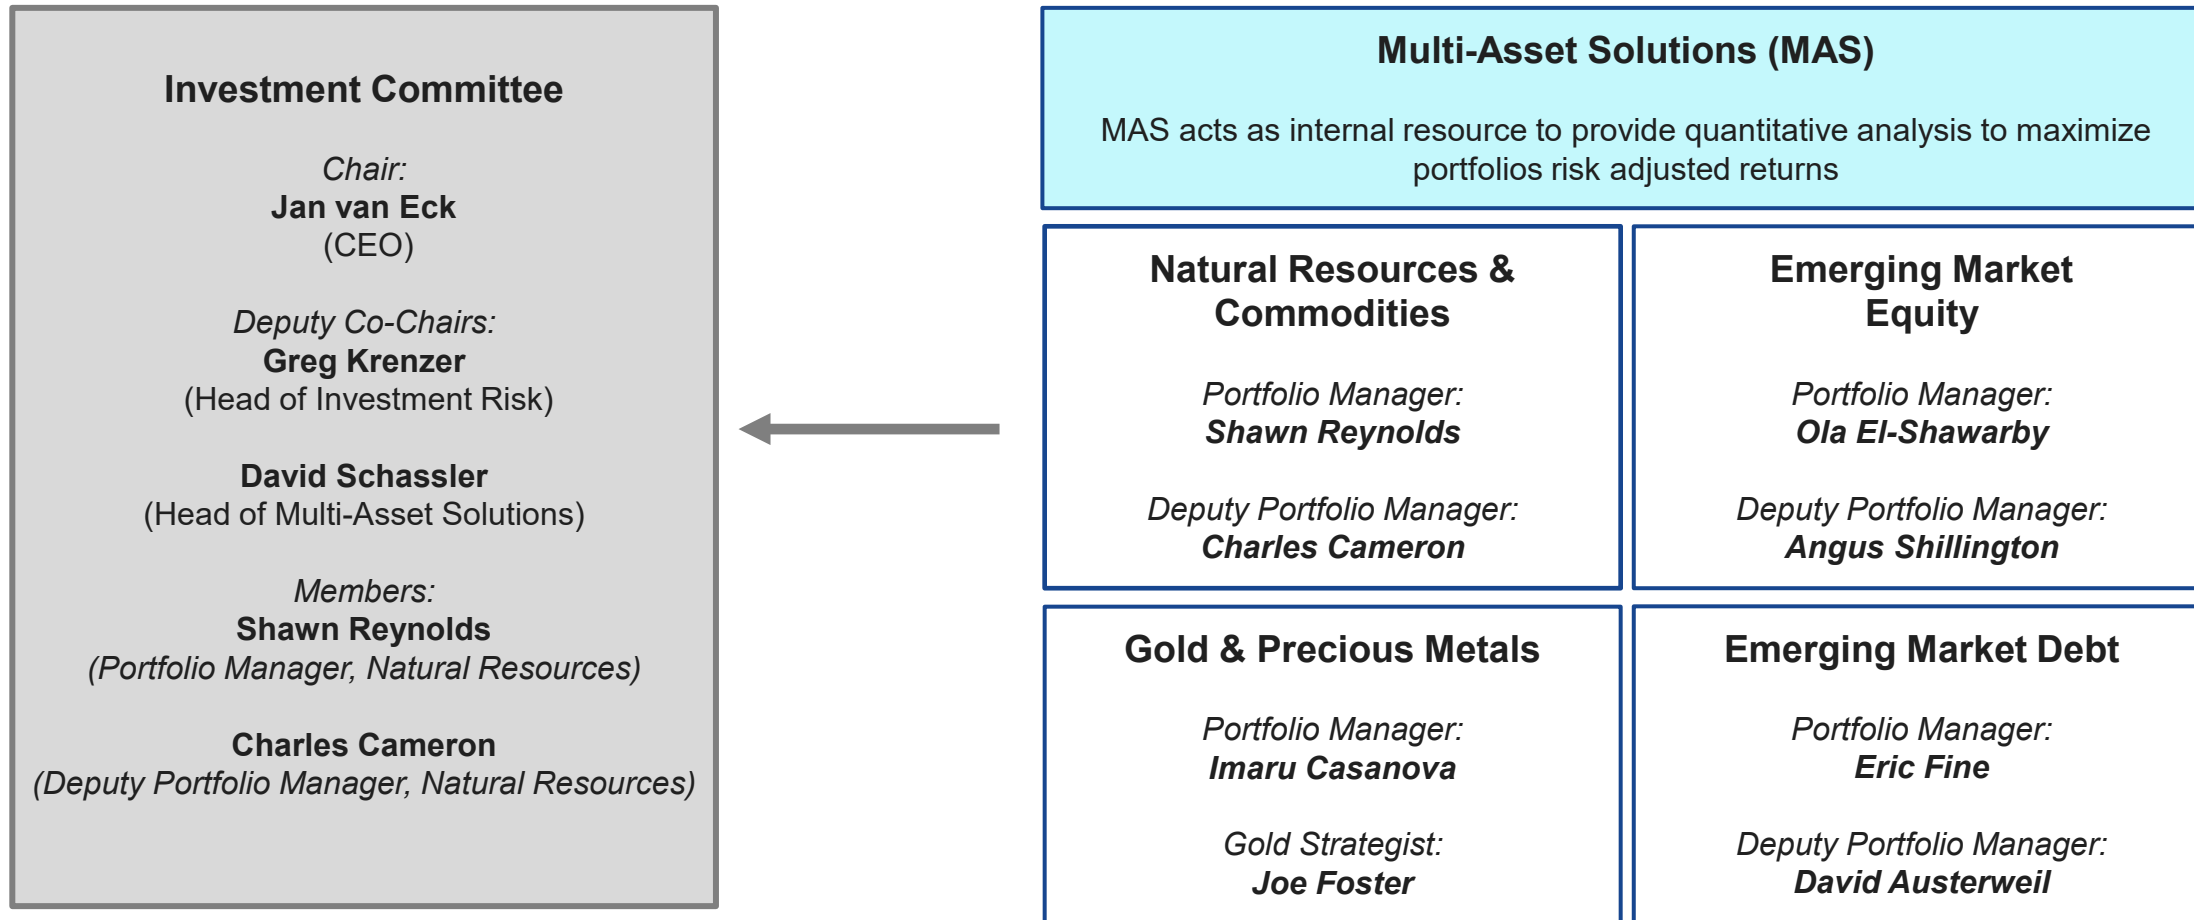 Investment Committee
Chair:
Jan van Eck
(CEO)
Deputy Co-Chairs:
Greg Krenzer
(Head of Investment Risk)
David Schassler
(Head of Multi-Asset Solutions)
Members:
Shawn Reynolds
(Portfolio Manager, Natural Resources)
Charles Cameron
(Deputy Portfolio Manager, Natural Resources)
Multi-Asset Solutions (MAS)
MAS acts as internal resource to provide quantitative analysis to maximize
portfolios risk adjusted returns
Natural Resources &
Commodities
Portfolio Manager:
Shawn Reynolds
Deputy Portfolio Manager:
Charles Cameron
Emerging Market
Equity
Portfolio Manager:
Ola El-Shawarby
Deputy Portfolio Manager:
Angus Shillington
Gold & Precious Metals
Portfolio Manager:
Imaru Casanova
Gold Strategist:
Joe Foster
Emerging Market Debt
Portfolio Manager:
Eric Fine
Deputy Portfolio Manager:
David Austerweil